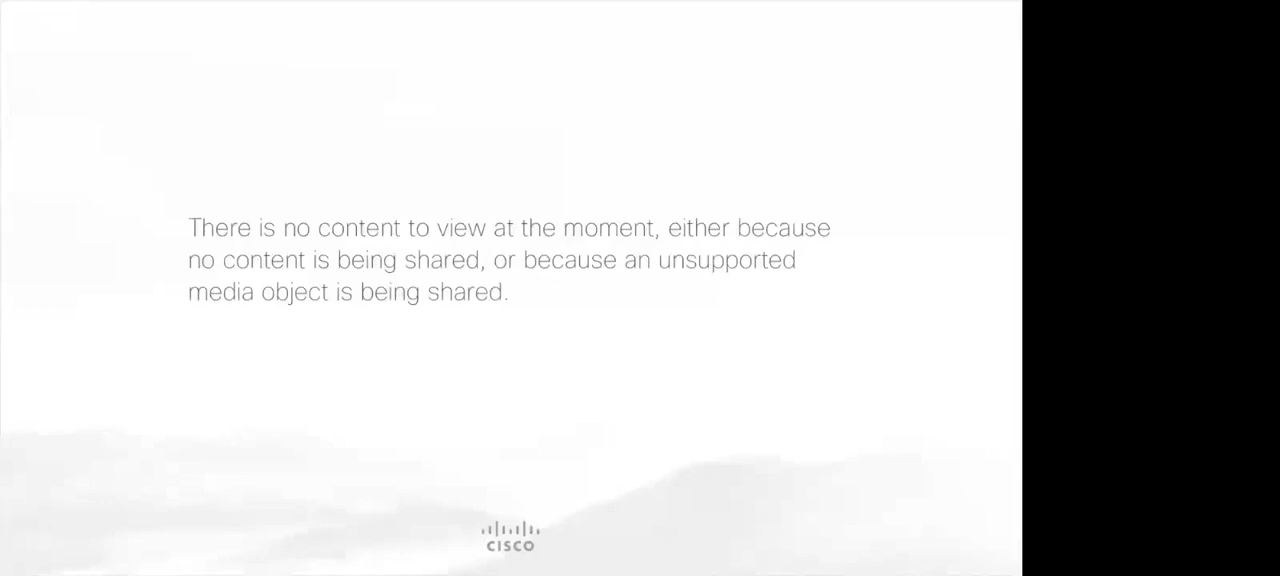 There is no content to view at the moment, either because
no content is being shared, or because an unsupported
media object is being shared.
CISCO